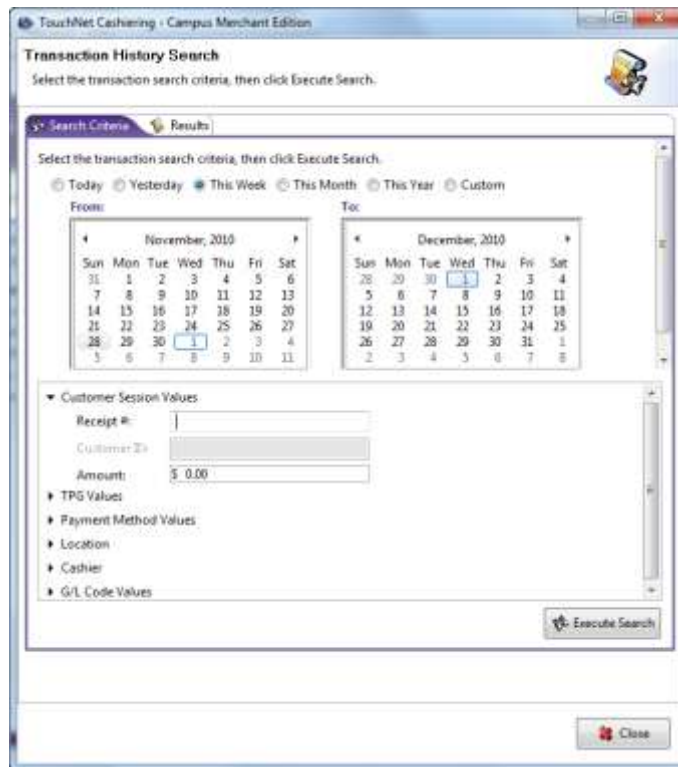 TouchNet Cashiering - Campus Merchant Edition
Transaction History Search
Select the transaction search criteria, then click Execute Search.
Search Criteria Results
Select the transaction search criteria, then click Execute Search.
Today Yesterday This Week This Month This Year Custom
From: To:
November, 2010 December, 2010
Sun Mon Tue Wed Thu Fri Sat Sun Mon Tue Wed Thu Fri Sat
31 1 2 3 4 5 6 28 29 30 1 2 3 4
7 8 9 10 11 12 13 5 6 7 8 9 10 11
14 15 16 17 18 19 20 12 13 14 15 16 17 18
21 22 23 24 25 26 27 19 20 21 22 23 24 25
28 29 30 1 2 3 4 26 27 28 29 30 31 1
5 6 7 8 9 10 11 2 3 4 5 6 7 8
Customer Session Values
Receipt #:
Customer ID:
Amount: $ 0.00
TPG Values
Payment Method Values
Location
Cashier
G/L Code Values
Execute Search
Close